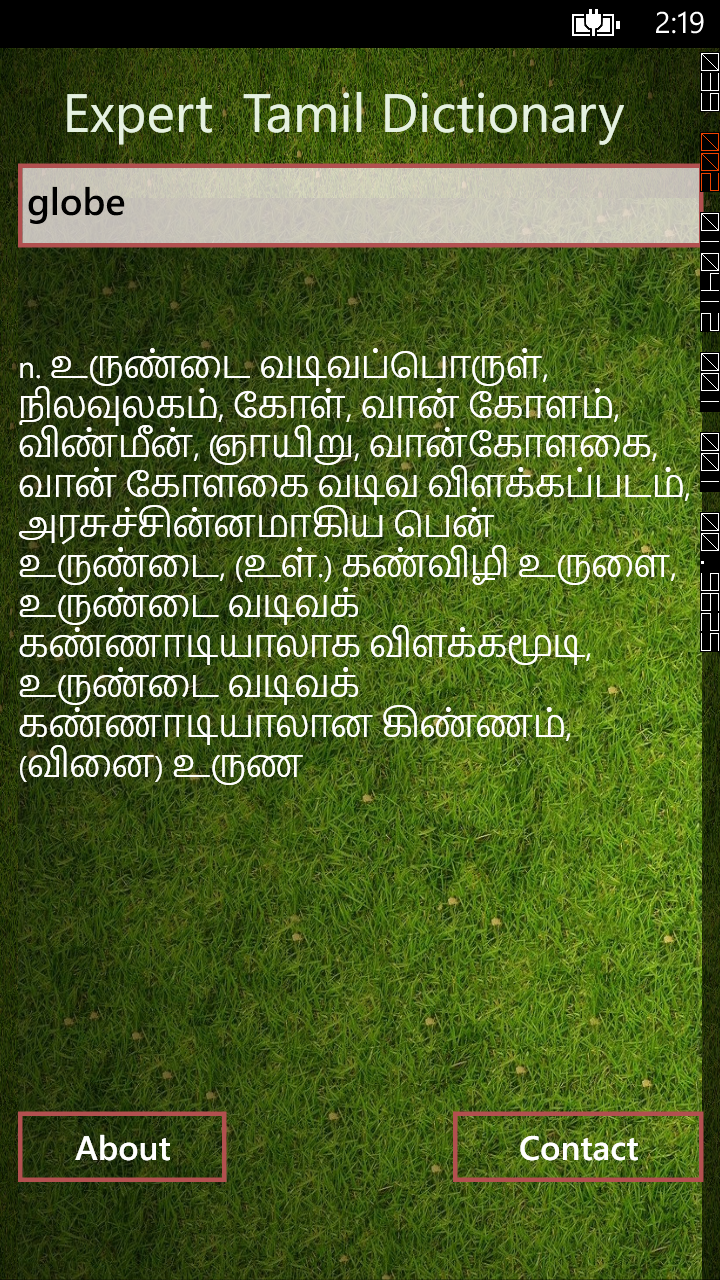 2:19
Expert Tamil Dictionary
globe
n. உருண்டை வடிவப்பொருள்,
நிலவுலகம், கோள், வான் கோளம்,
விண்மீன், ஞாயிறு, வான்கோளகை,
வான் கோளகை வடிவ விளக்கப்படம்,
அரசுச்சின்னமாகிய பென்
உருண்டை, (உள்.) கண்விழி உருளை,
உருண்டை வடிவக்
கண்ணாடியாலாக விளக்கமூடி,
உருண்டை வடிவக்
கண்ணாடியாலான கிண்ணம்,
(வினை) உருண
About
Contact